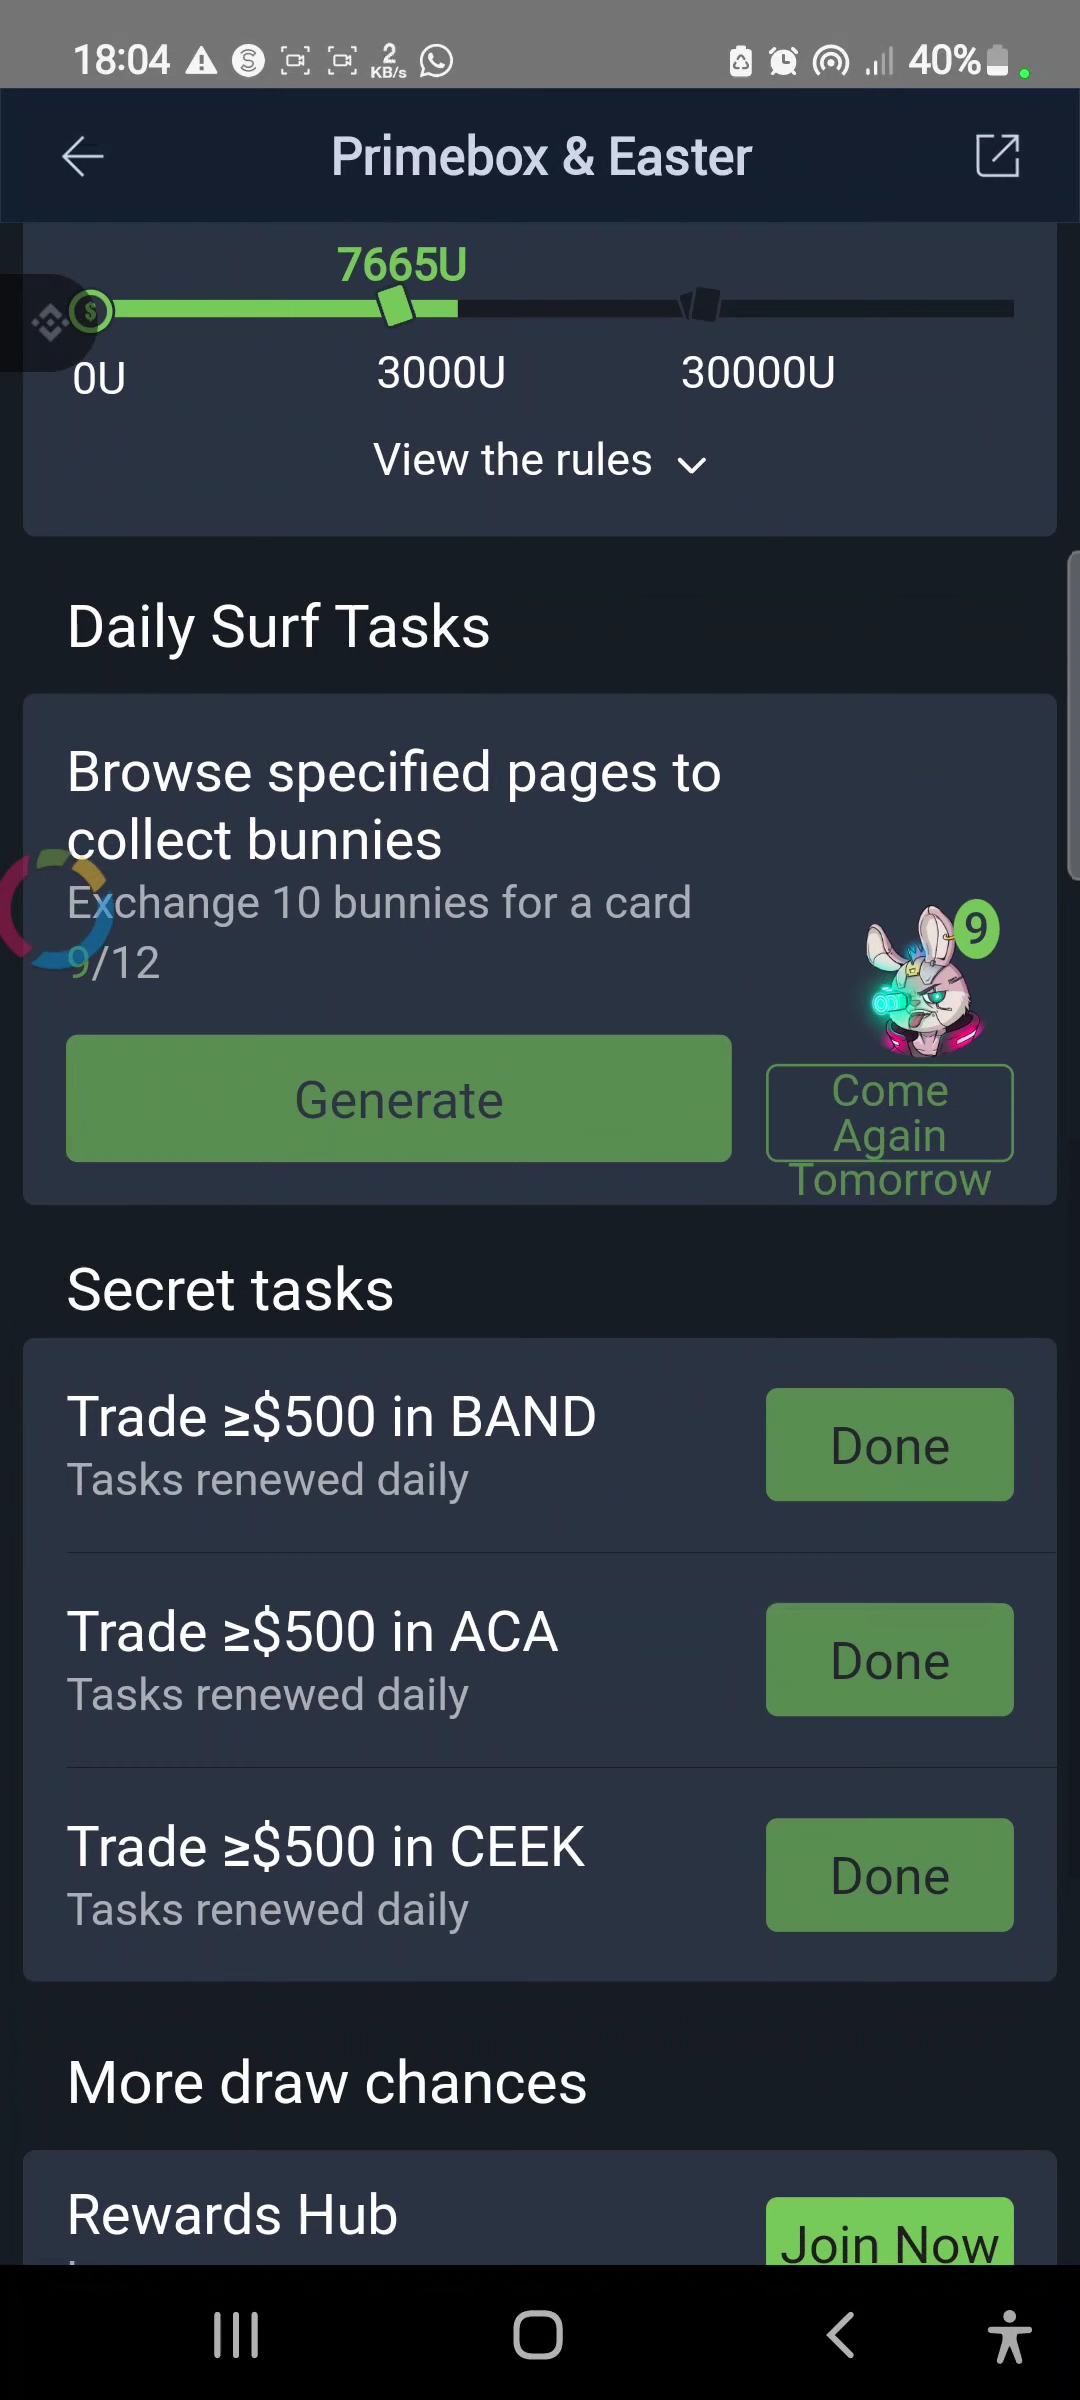 18:04
2
KB/s
40%
Primebox & Easter
7665U
0U
3000U
30000U
View the rules
Daily Surf Tasks
Browse specified pages to
collect bunnies
Exchange 10 bunnies for a card
9/12
9
Generate
Come
Again
Tomorrow
Secret tasks
Trade ≥$500 in BAND
Tasks renewed daily
Done
Trade ≥$500 in ACA
Tasks renewed daily
Done
Trade ≥$500 in CEEK
Tasks renewed daily
Done
More draw chances
Rewards Hub
Join Now